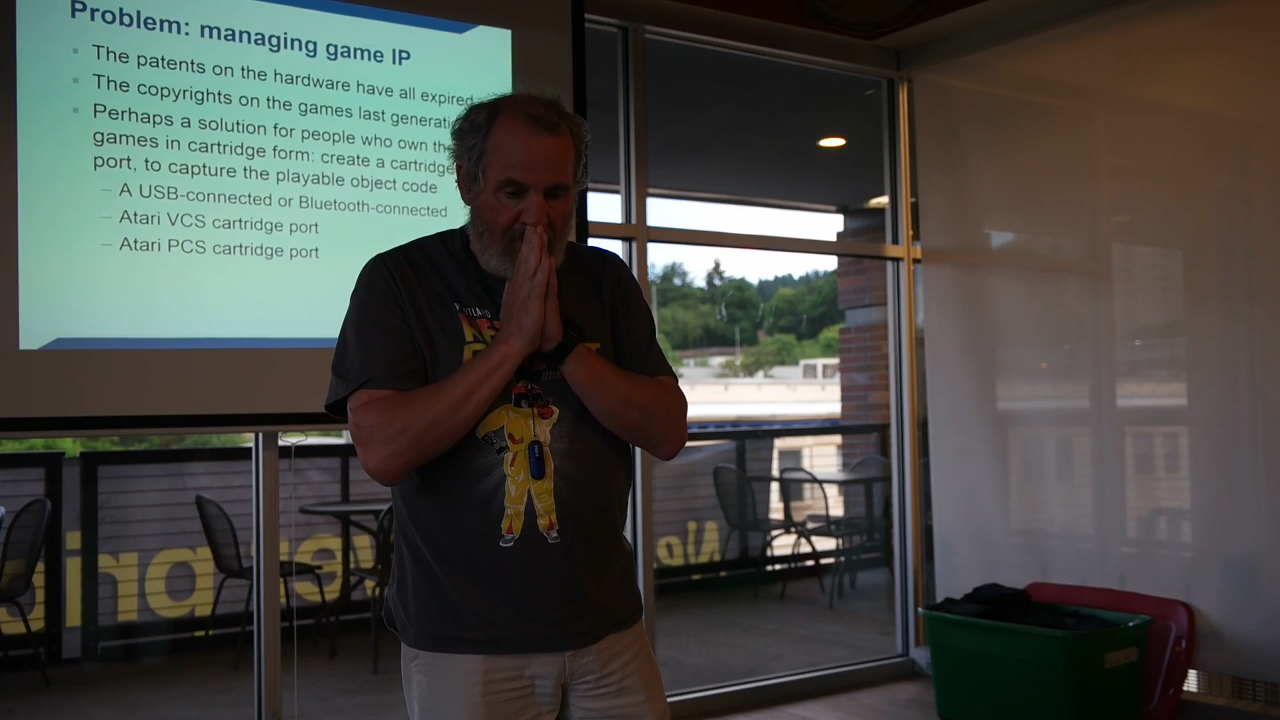 Problem: managing game IP
The patents on the hardware have all expired
The copyrights on the games last generati
Perhaps a solution for people who own th
games in cartridge form: create a cartridge
port, to capture the playable object code
– A USB-connected or Bluetooth-connected
– Atari VCS cartridge port
– Atari PCS cartridge port